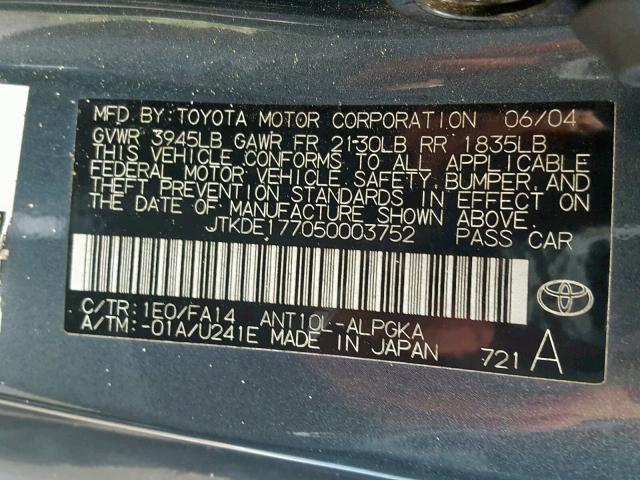 MFD BY: TOYOTA MOTOR CORPORATION 06/04
GVWR 3945LB GAWR FR 2130LB RR 1835LB
THIS VEHICLE CONFORMS TO ALL APPLICABLE
FEDERAL MOTOR VEHICLE SAFETY, BUMPER, AND
THEFT PREVENTION STANDARDS IN EFFECT ON
THE DATE OF MANUFACTURE SHOWN ABOVE.
JTKDE177050003752 PASS CAR
C/TR: 1E0/FA14 ANT10L-ALPGKA
A/TM: -01A/U241E MADE IN JAPAN
721 A